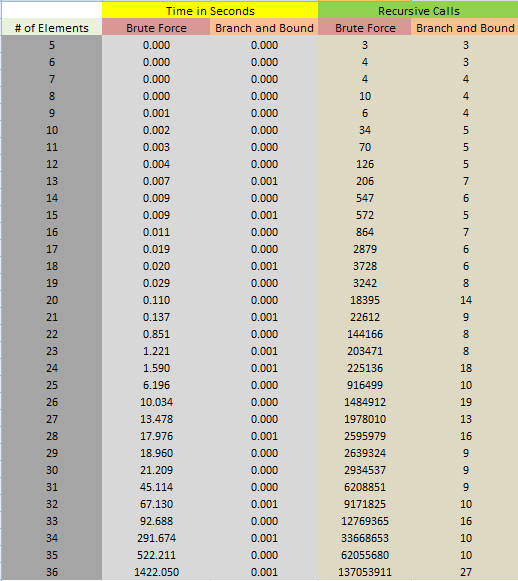 Time in Seconds Recursive Calls
# of Elements Brute Force Branch and Bound Brute Force Branch and Bound
5 0.000 0.000 3 3
6 0.000 0.000 4 3
7 0.000 0.000 4 4
8 0.000 0.000 10 4
9 0.001 0.000 6 4
10 0.002 0.000 34 5
11 0.003 0.000 70 5
12 0.004 0.000 126 5
13 0.007 0.001 206 7
14 0.009 0.000 547 6
15 0.009 0.001 572 5
16 0.011 0.000 864 7
17 0.019 0.000 2879 6
18 0.020 0.001 3728 6
19 0.029 0.000 3242 8
20 0.110 0.000 18395 14
21 0.137 0.001 22612 9
22 0.851 0.000 144166 8
23 1.221 0.001 203471 8
24 1.590 0.001 225136 18
25 6.196 0.000 916499 10
26 10.034 0.000 1484912 19
27 13.478 0.000 1978010 13
28 17.976 0.001 2595979 16
29 18.960 0.000 2639324 9
30 21.209 0.000 2934537 9
31 45.114 0.000 6208851 9
32 67.130 0.001 9171825 10
33 92.688 0.000 12769365 16
34 291.674 0.001 33668653 10
35 522.211 0.000 62055680 10
36 1422.050 0.001 137053911 27